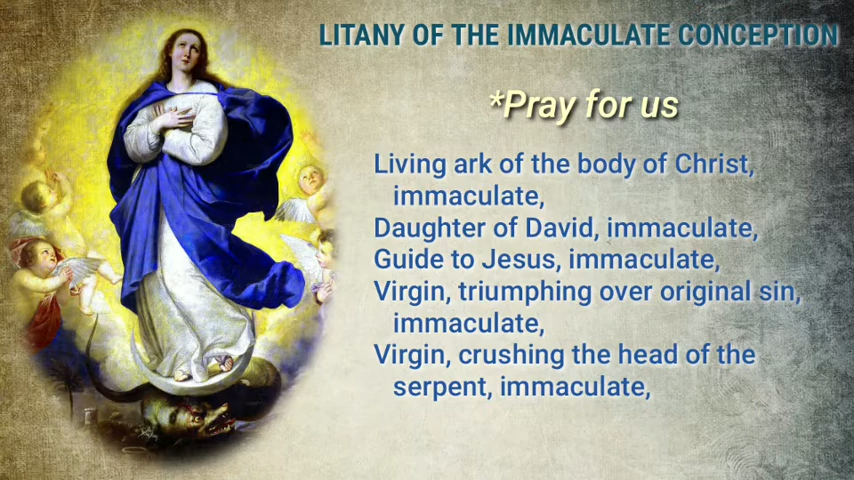 LITANY OF THE IMMACULATE CONCEPTION
*Pray for us
Living ark of the body of Christ,
immaculate,
Daughter of David, immaculate,
Guide to Jesus, immaculate,
Virgin, triumphing over original sin,
immaculate,
Virgin, crushing the head of the
serpent, immaculate,